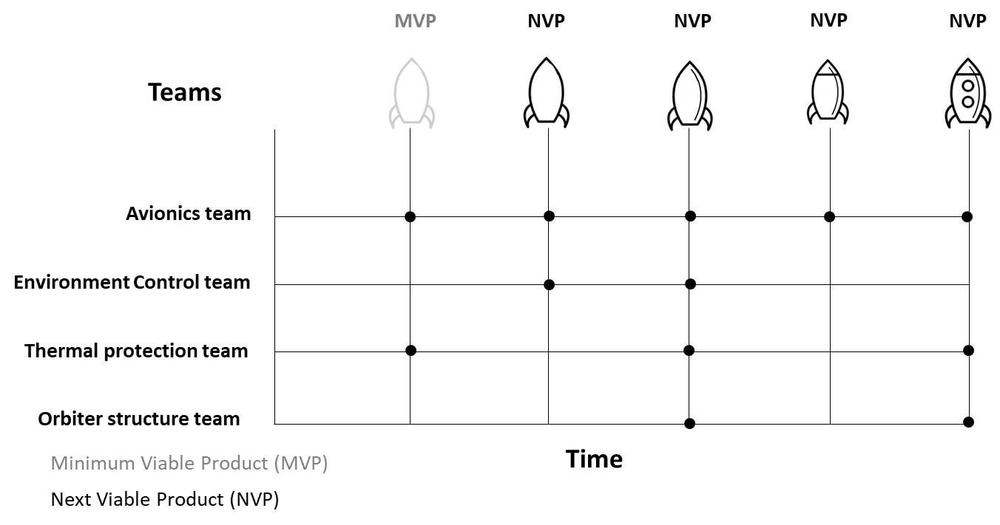 MVP NVP NVP NVP NVP
Teams
Avionics team
Environment Control team
Thermal protection team
Orbiter structure team
Time
Minimum Viable Product (MVP)
Next Viable Product (NVP)